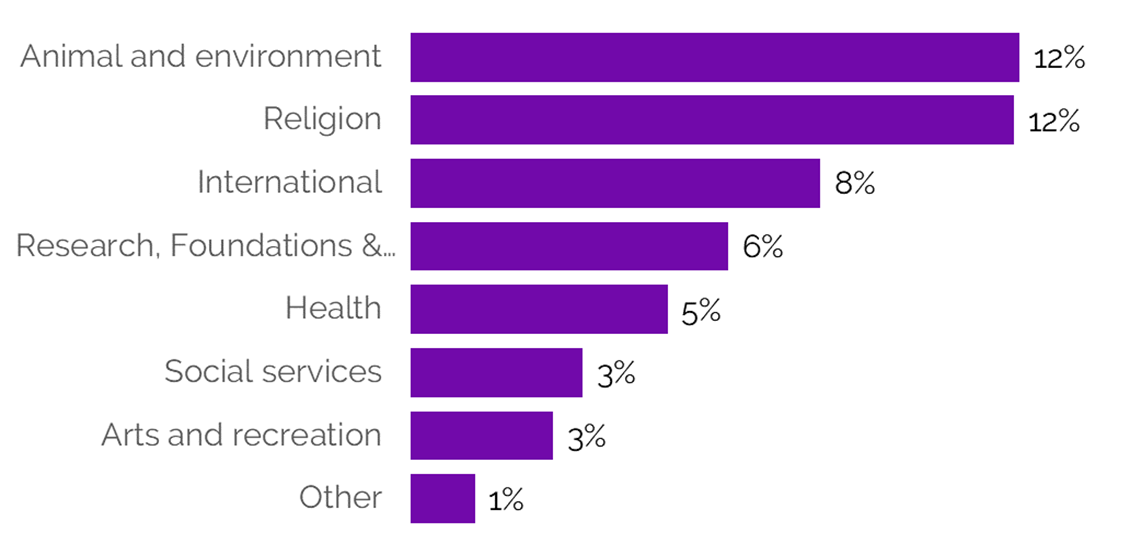 Animal and environment 12%
Religion 12%
International 8%
Research, Foundations &... 6%
Health 5%
Social services 3%
Arts and recreation 3%
Other 1%